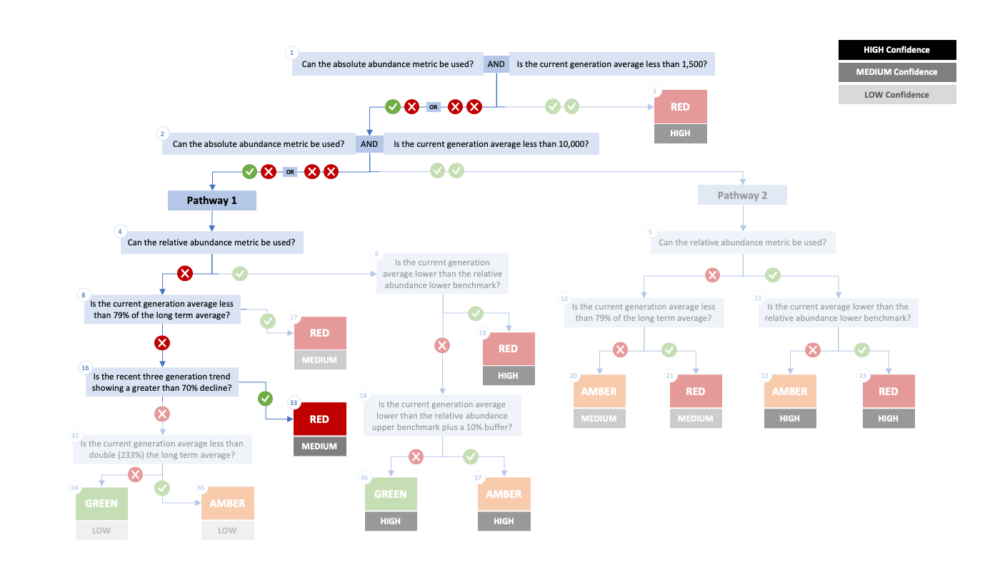 HIGH Confidence
MEDIUM Confidence
LOW Confidence
1
Can the absolute abundance metric be used?
AND
Is the current generation average less than 1,500?
OR
3
RED
HIGH
2
Can the absolute abundance metric be used?
AND
Is the current generation average less than 10,000?
OR
Pathway 1
Pathway 2
4
Can the relative abundance metric be used?
5
Can the relative abundance metric be used?
9
Is the current generation
average lower than the relative
abundance lower benchmark?
8
Is the current generation average less
than 79% of the long term average?
17
RED
MEDIUM
19
RED
HIGH
10
Is the current generation average less
than 79% of the long term average?
11
Is the current average lower than the
relative abundance lower benchmark?
16
Is the recent three generation trend
showing a greater than 70% decline?
33
RED
MEDIUM
18
Is the current generation average
lower than the relative abundance
upper benchmark plus a 10% buffer?
20
AMBER
MEDIUM
21
RED
MEDIUM
22
AMBER
HIGH
23
RED
HIGH
32
Is the current generation average less than
double (233%) the long term average?
64
GREEN
LOW
65
AMBER
LOW
36
GREEN
HIGH
37
AMBER
HIGH